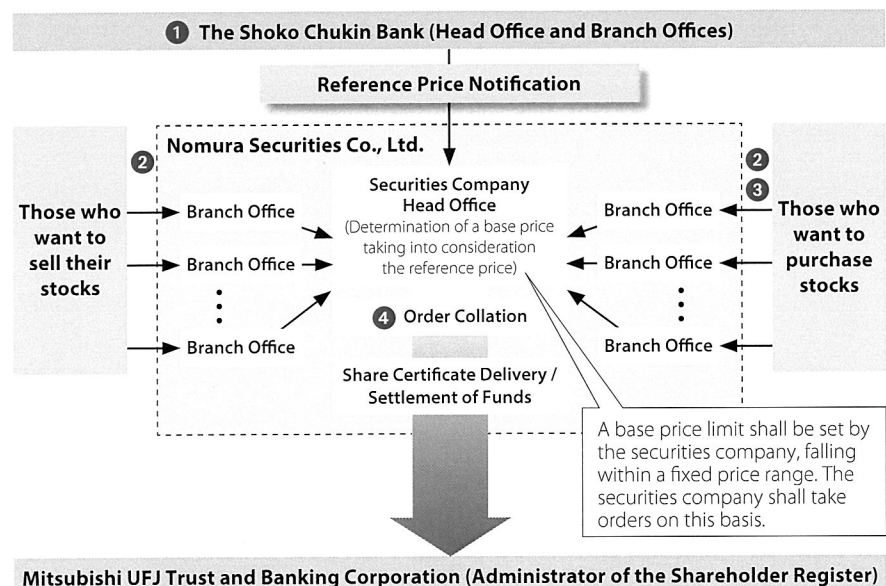 1 The Shoko Chukin Bank (Head Office and Branch Offices)
Reference Price Notification
Nomura Securities Co., Ltd.
2
Those who
want to
sell their
stocks
Branch Office
Branch Office
Branch Office
Securities Company
Head Office
(Determination of a base price
taking into consideration
the reference price)
4 Order Collation
Share Certificate Delivery /
Settlement of Funds
2
3
Branch Office
Branch Office
Branch Office
Those who
want to
purchase
stocks
A base price limit shall be set by
the securities company, falling
within a fixed price range. The
securities company shall take
orders on this basis.
Mitsubishi UFJ Trust and Banking Corporation (Administrator of the Shareholder Register)